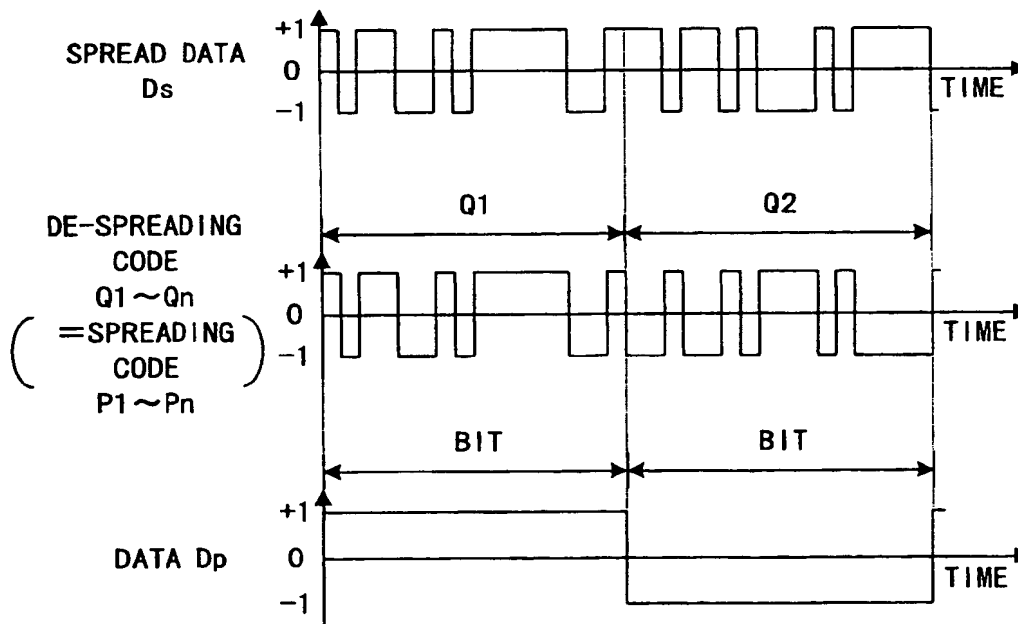 SPREAD DATA
Ds
+1
0
-1
TIME
Q1
Q2
DE-SPREADING
CODE
Q1～Qn
(=SPREADING
CODE
P1～Pn)
+1
0
-1
TIME
BIT
BIT
DATA Dp
+1
0
-1
TIME